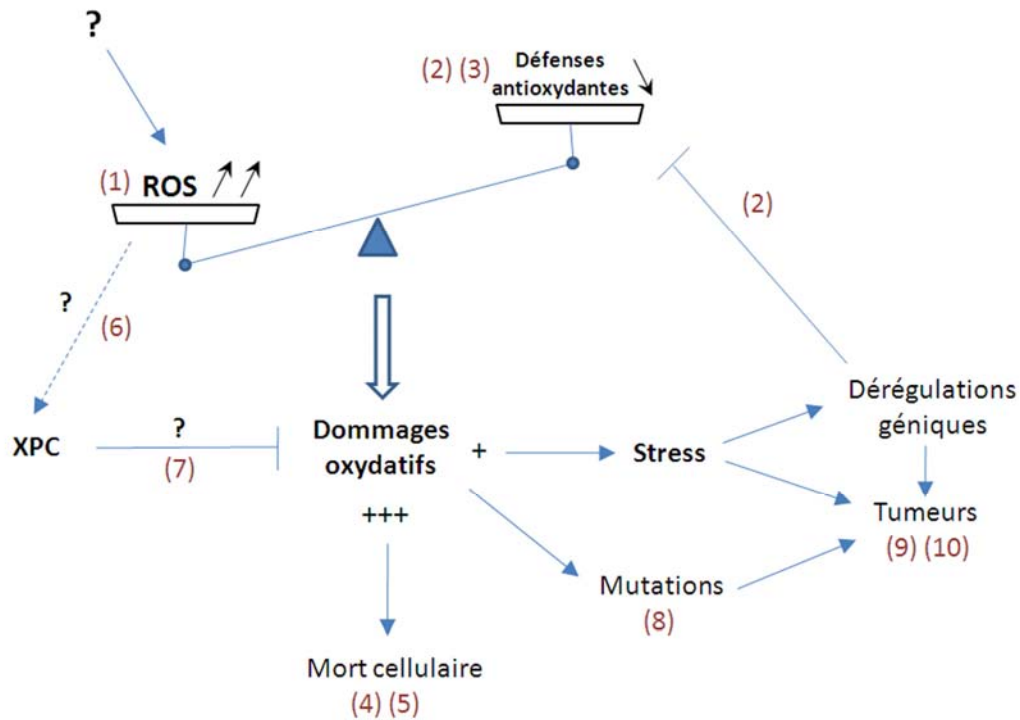 ?
(2) (3) Défenses
antioxydantes
(1) ROS
(2)
?
(6)
XPC
?
(7)
Dommages
oxydatifs
+
Stress
Dérégulations
géniques
+++
Tumeurs
(9) (10)
Mutations
(8)
Mort cellulaire
(4) (5)